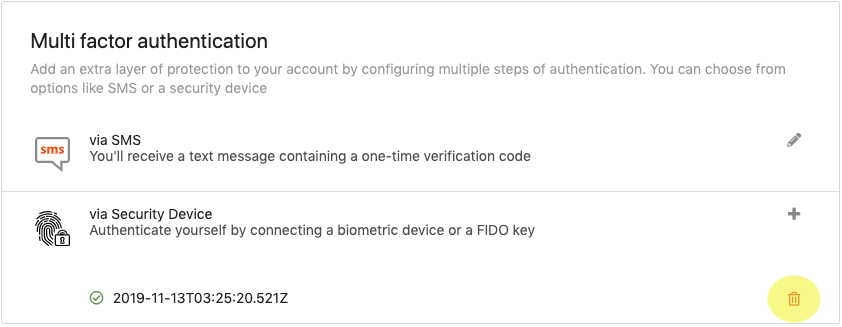 Multi factor authentication
Add an extra layer of protection to your account by configuring multiple steps of authentication. You can choose from
options like SMS or a security device
via SMS
sms
You'll receive a text message containing a one-time verification code
via Security Device
Authenticate yourself by connecting a biometric device or a FIDO key
2019-11-13T03:25:20.521Z